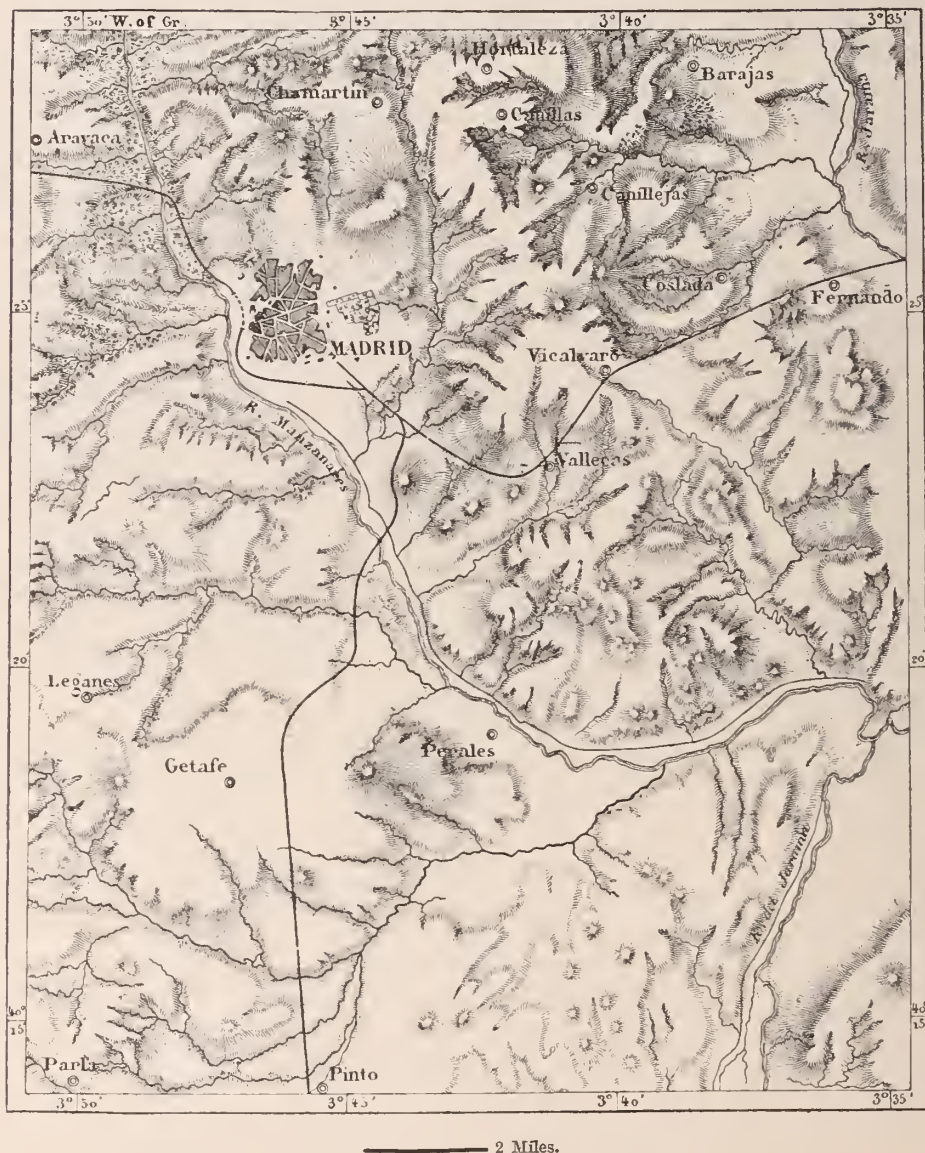 3° 50' W. of Gr.
3° 45'
3° 40'
3° 35'
Hortaleza
Barajas
Chamartin
Canillas
Aravaca
R. Jarama
Canillejas
Coslada
S. Fernando
25'
25'
MADRID
Vicalvaro
R. Manzanares
Vallecas
20'
20'
Leganes
Perales
Getafe
Jarama
40°
15'
40°
15'
Parla
Pinto
3° 50'
3° 45'
3° 40'
3° 35'
2 Miles.